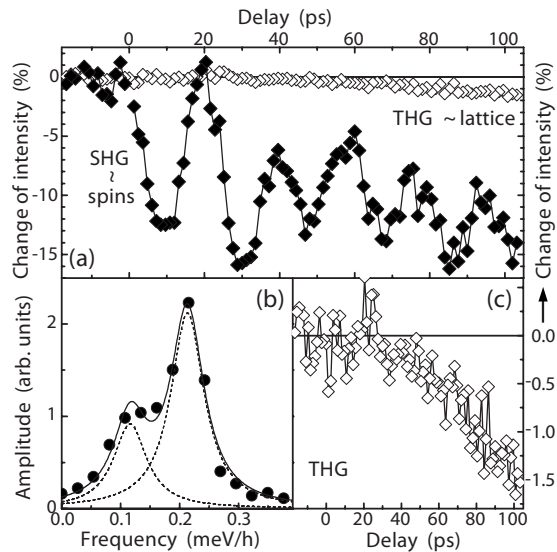 Delay (ps)
0 20 40 60 80 100
Change of intensity (%)
0
-5
-10
-15
THG ~ lattice
SHG
~
spins
(a)
Change of intensity (%)
Amplitude (arb. units)
2
1
0
(b)
0.0 0.1 0.2 0.3
Frequency (meV/h)
(c)
0.0
-0.5
-1.0
-1.5
THG
0 20 40 60 80 100
Delay (ps)